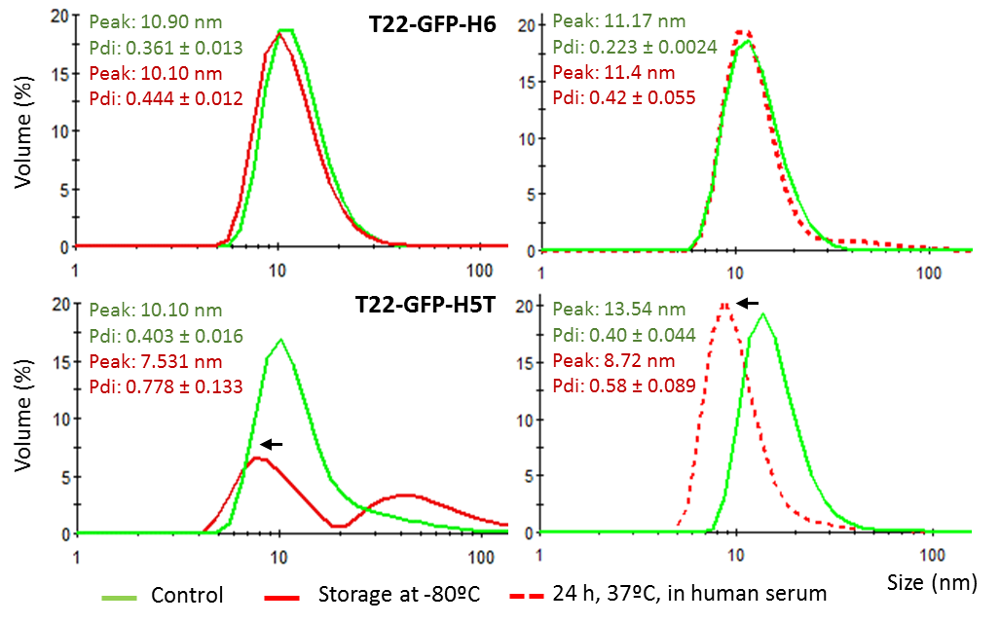 T22-GFP-H6
Peak: 10.90 nm
Pdi: 0.361 ± 0.013
Peak: 10.10 nm
Pdi: 0.444 ± 0.012
Volume (%)
20
15
10
5
0
1
10
100
Peak: 11.17 nm
Pdi: 0.223 ± 0.0024
Peak: 11.4 nm
Pdi: 0.42 ± 0.055
20
15
10
5
0
1
10
100
T22-GFP-H5T
Peak: 10.10 nm
Pdi: 0.403 ± 0.016
Peak: 7.531 nm
Pdi: 0.778 ± 0.133
Volume (%)
20
15
10
5
0
1
10
100
Peak: 13.54 nm
Pdi: 0.40 ± 0.044
Peak: 8.72 nm
Pdi: 0.58 ± 0.089
20
15
10
5
0
1
10
100
Size (nm)
Control
Storage at -80ºC
24 h, 37ºC, in human serum